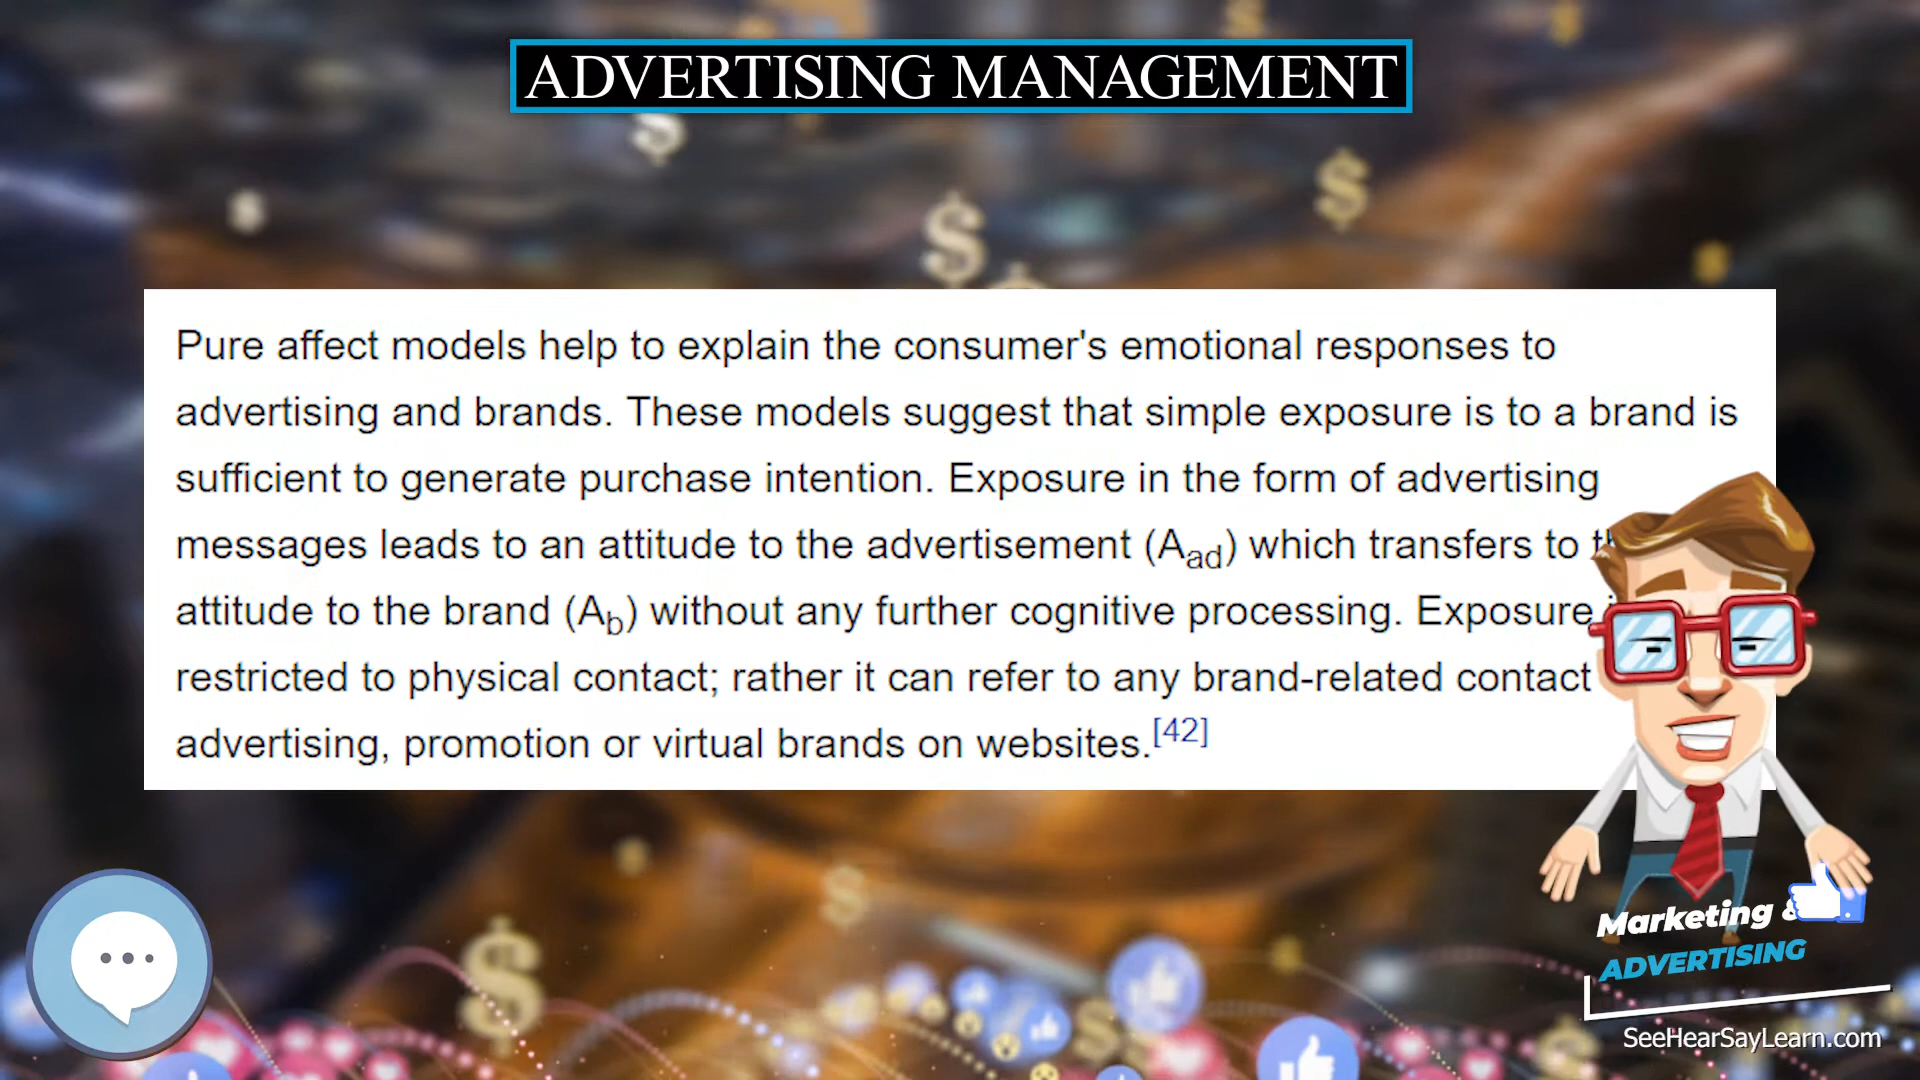 ADVERTISING MANAGEMENT
Pure affect models help to explain the consumer's emotional responses to
advertising and brands. These models suggest that simple exposure is to a brand is
sufficient to generate purchase intention. Exposure in the form of advertising
messages leads to an attitude to the advertisement (Aad) which transfers to
attitude to the brand (Ab) without any further cognitive processing. Exposure
restricted to physical contact; rather it can refer to any brand-related contact
advertising, promotion or virtual brands on websites.[42]
Marketing &
ADVERTISING
SeeHearSayLearn.com